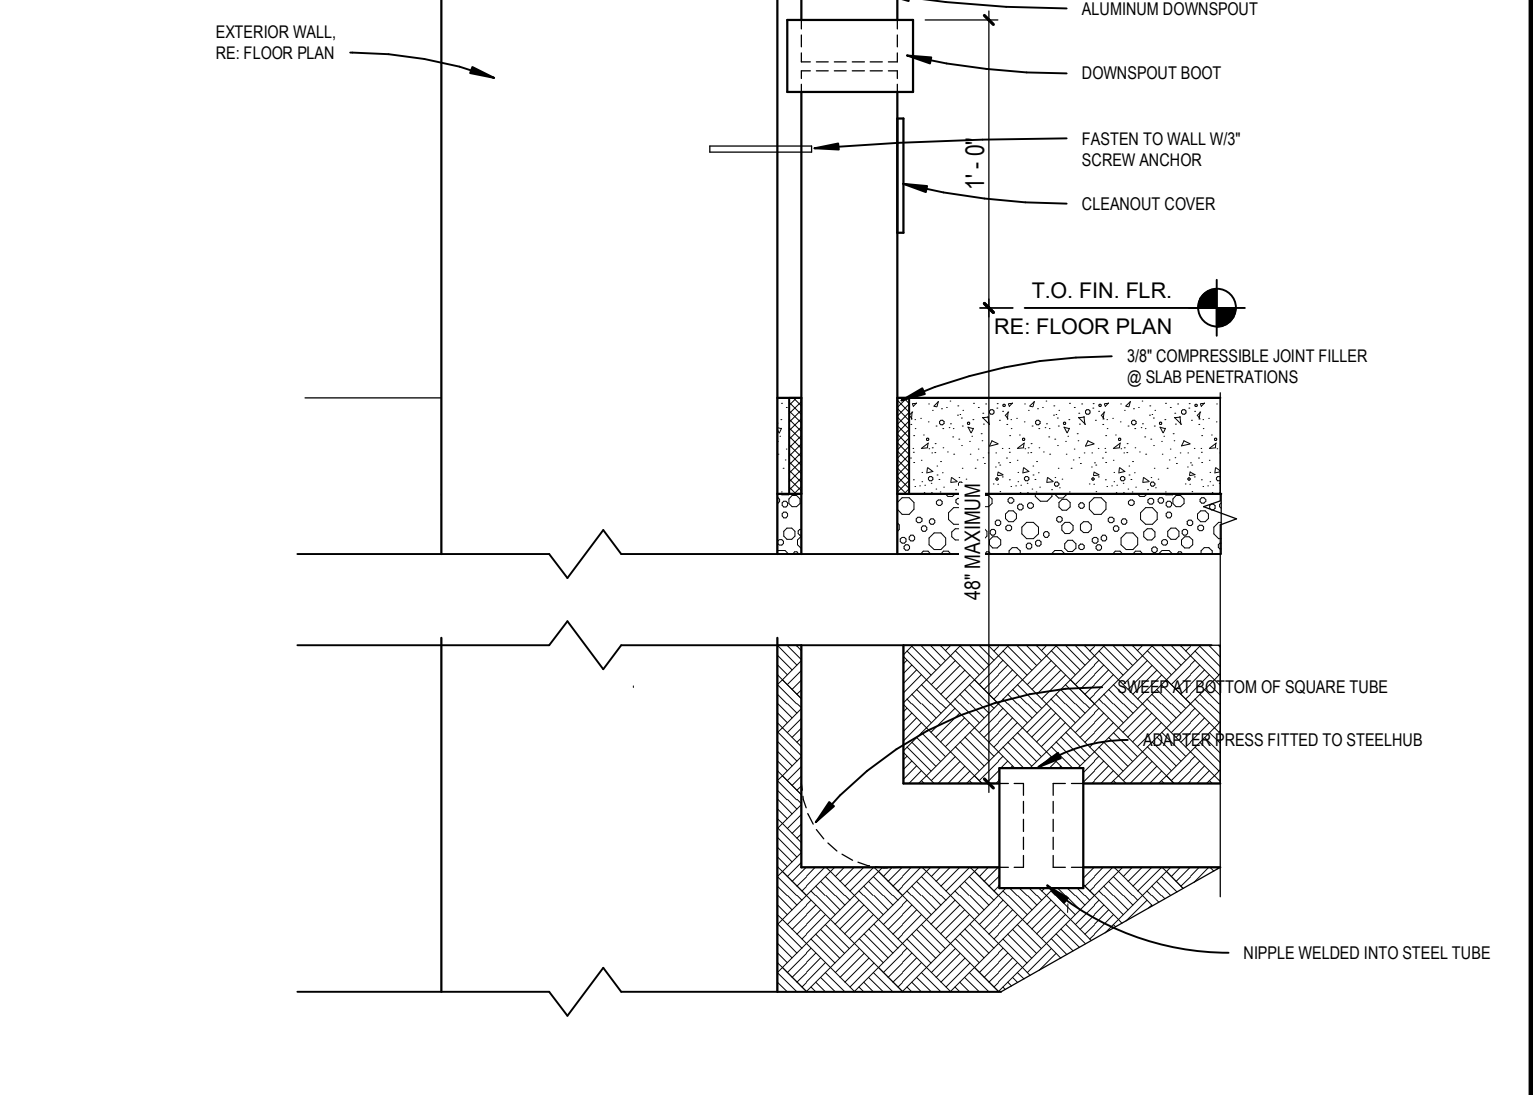 ALUMINUM DOWNSPOUT
EXTERIOR WALL,
RE: FLOOR PLAN
DOWNSPOUT BOOT
FASTEN TO WALL W/3"
SCREW ANCHOR
1' - 0"
CLEANOUT COVER
T.O. FIN. FLR.
RE: FLOOR PLAN
3/8" COMPRESSIBLE JOINT FILLER
@ SLAB PENETRATIONS
48" MAXIMUM
SWEEP AT BOTTOM OF SQUARE TUBE
ADAPTER PRESS FITTED TO STEELHUB
NIPPLE WELDED INTO STEEL TUBE